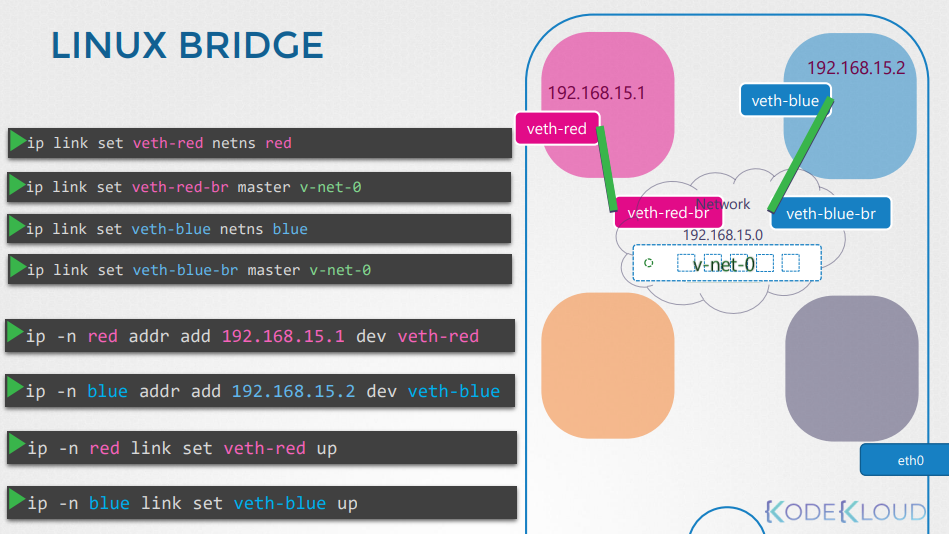 LINUX BRIDGE
ip link set veth-red netns red
ip link set veth-red-br master v-net-0
ip link set veth-blue netns blue
ip link set veth-blue-br master v-net-0
ip -n red addr add 192.168.15.1 dev veth-red
ip -n blue addr add 192.168.15.2 dev veth-blue
ip -n red link set veth-red up
ip -n blue link set veth-blue up
192.168.15.1
veth-red
192.168.15.2
veth-blue
veth-red-br
Network
veth-blue-br
192.168.15.0
v-net-0
eth0
KODEKLOUD